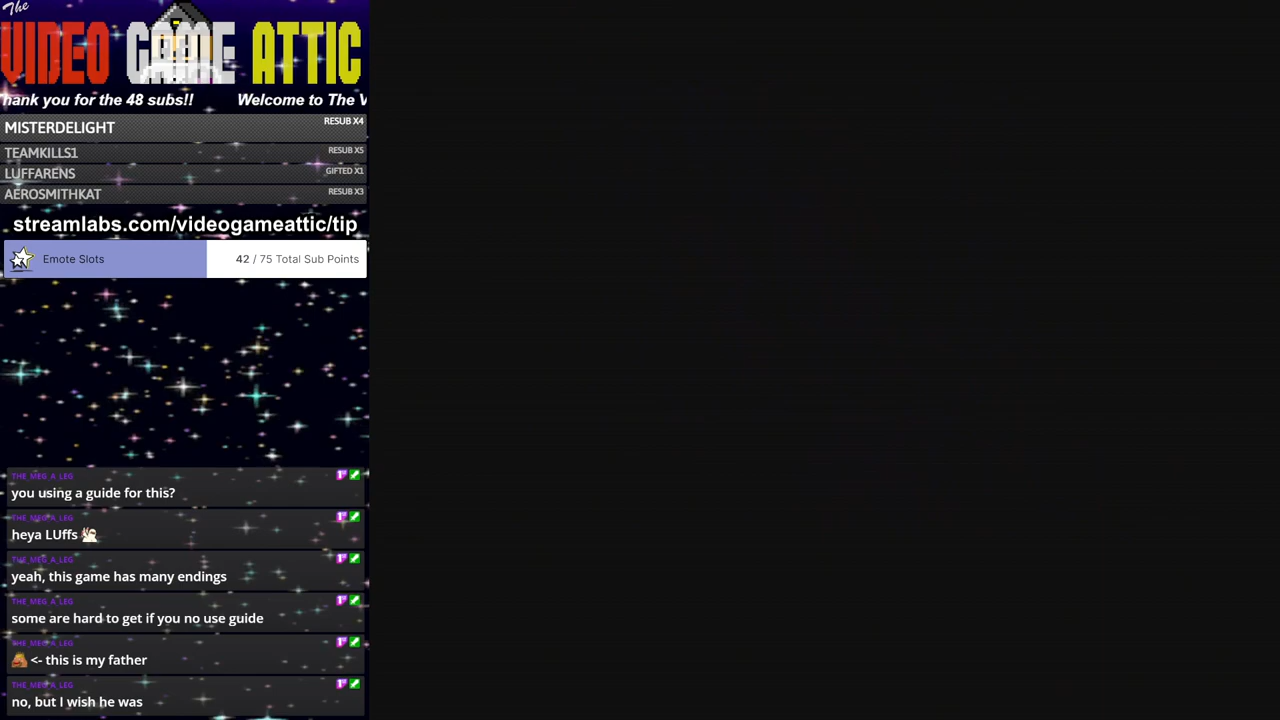 The
VIDEO GAME ATTIC
hank you for the 48 subs!! Welcome to The V
MISTERDELIGHT RESUB X4
TEAMKILLS1 RESUB X5
LUFFARENS GIFTED X1
AEROSMITHKAT RESUB X3
streamlabs.com/videogameattic/tip
Emote Slots 42 / 75 Total Sub Points
THE_MEG_A_LEG
you using a guide for this?
THE_MEG_A_LEG
heya LUffs
THE_MEG_A_LEG
yeah, this game has many endings
THE_MEG_A_LEG
some are hard to get if you no use guide
THE_MEG_A_LEG
<- this is my father
THE_MEG_A_LEG
no, but I wish he was